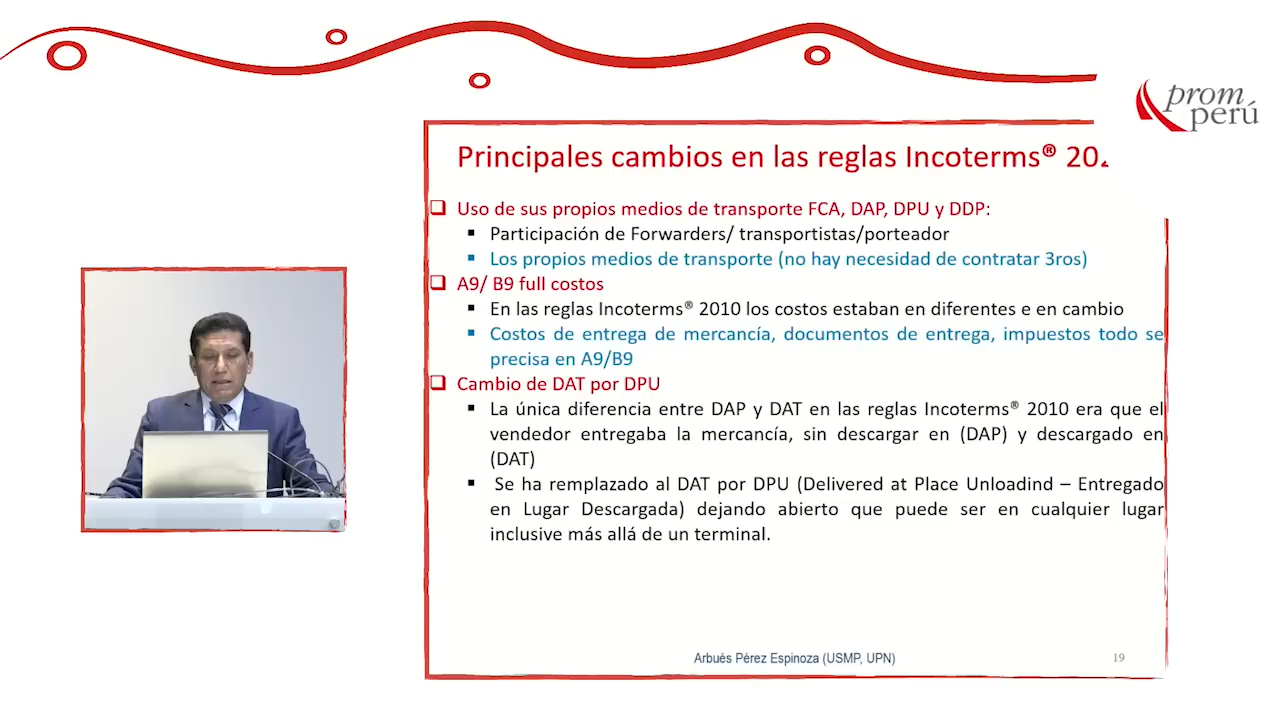 prom
perú
Principales cambios en las reglas Incoterms® 202
Uso de sus propios medios de transporte FCA, DAP, DPU y DDP:
Participación de Forwarders/ transportistas/porteador
Los propios medios de transporte (no hay necesidad de contratar 3ros)
A9/ B9 full costos
En las reglas Incoterms® 2010 los costos estaban en diferentes e en cambio
Costos de entrega de mercancía, documentos de entrega, impuestos todo se
precisa en A9/B9
Cambio de DAT por DPU
La única diferencia entre DAP y DAT en las reglas Incoterms® 2010 era que el
vendedor entregaba la mercancía, sin descargar en (DAP) y descargado en
(DAT)
Se ha remplazado al DAT por DPU (Delivered at Place Unloadind – Entregado
en Lugar Descargada) dejando abierto que puede ser en cualquier lugar
inclusive más allá de un terminal.
Arbués Pérez Espinoza (USMP, UPN)
19